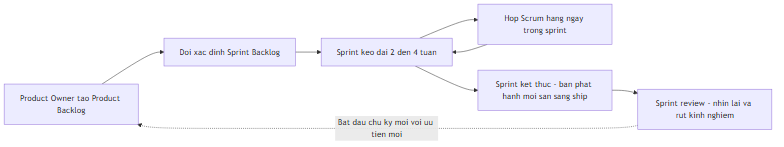 Product Owner tao Product
Backlog
Doi xac dinh Sprint Backlog
Sprint keo dai 2 den 4 tuan
Hop Scrum hang ngay
trong sprint
Sprint ket thuc - ban phat
hanh moi san sang ship
Sprint review - nhin lai va
rut kinh nghiem
Bat dau chu ky moi voi uu
tien moi